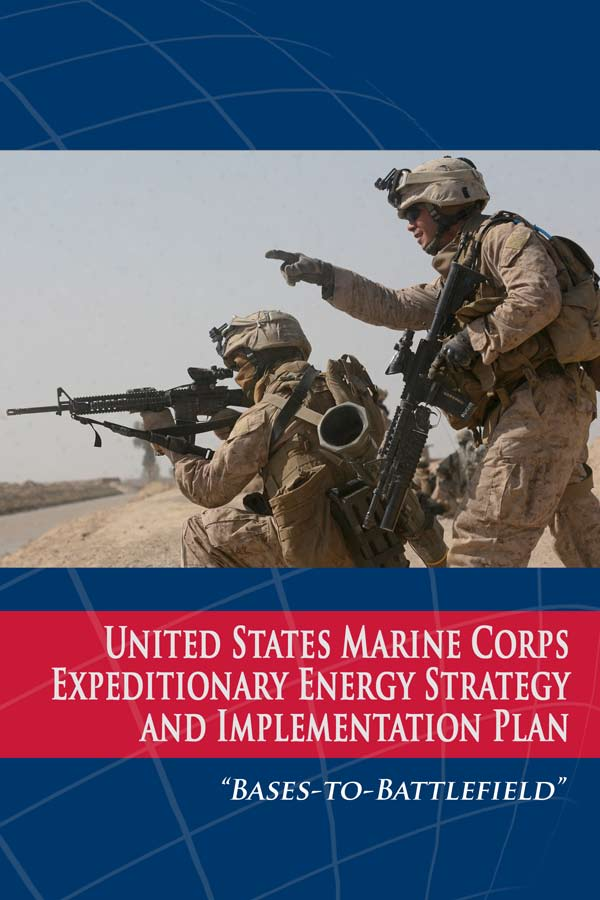 United States Marine Corps
Expeditionary Energy Strategy
and Implementation Plan
“Bases-to-Battlefield”